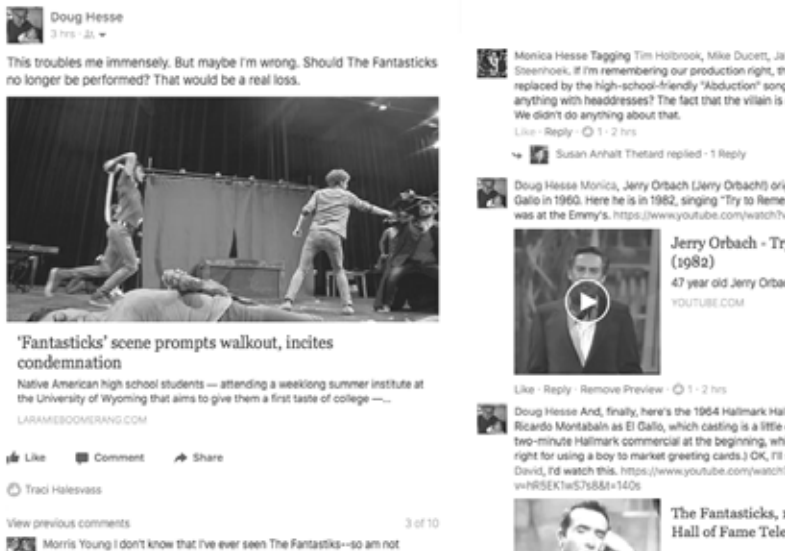 Doug Hesse
3 hrs
This troubles me immensely. But maybe I'm wrong. Should The Fantasticks
no longer be performed? That would be a real loss.
'Fantasticks' scene prompts walkout, incites
condemnation
Native American high school students — attending a weeklong summer institute at
the University of Wyoming that aims to give them a first taste of college —...
LARAMIEBOOMERANG.COM
Like Comment Share
Traci Halesvass
View previous comments 3 of 10
Morris Young I don't know that I've ever seen The Fantastiks--so am not
Monica Hesse Tagging Tim Holbrook, Mike Ducett, Ja
Steenhoek. If I'm remembering our production right, th
replaced by the high-school-friendly "Abduction" song
anything with headdresses? The fact that the villain is
We didn't do anything about that.
Like · Reply · 1 · 2 hrs
Susan Anhalt Thetard replied · 1 Reply
Doug Hesse Monica, Jerry Orbach (Jerry Orbach!) ori
Gallo in 1960. Here he is in 1982, singing "Try to Reme
was at the Emmy's. https://www.youtube.com/watch?v
Jerry Orbach - Tr
(1982)
47 year old Jerry Orba
YOUTUBE.COM
Like · Reply · Remove Preview · 1 · 2 hrs
Doug Hesse And, finally, here's the 1964 Hallmark Hal
Ricardo Montabaln as El Gallo, which casting is a little
two-minute Hallmark commercial at the beginning, wh
right for using a boy to market greeting cards.) OK, I'll
David, I'd watch this. https://www.youtube.com/watch
v=hR5EK1wS7s8&t=140s
The Fantasticks,
Hall of Fame Tele